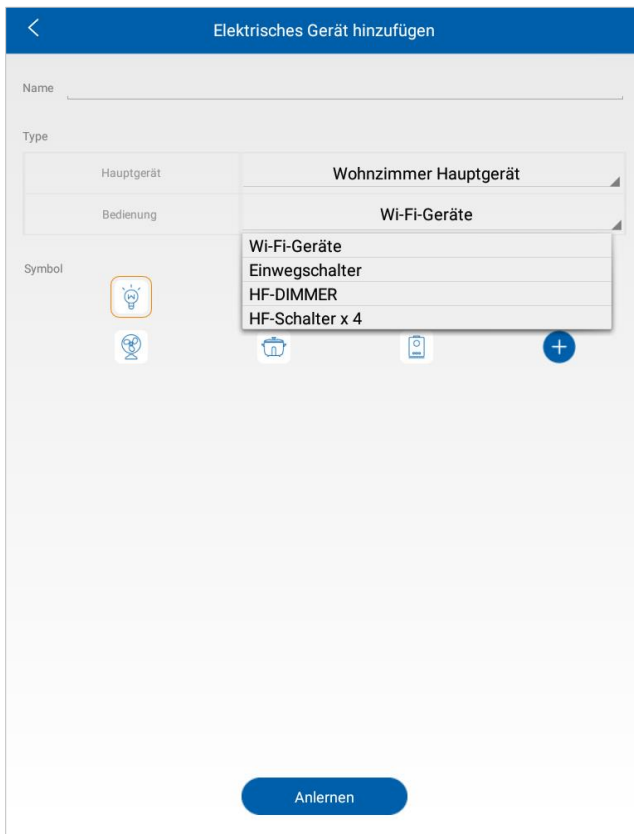 Elektrisches Gerät hinzufügen
Name
Type
Hauptgerät Wohnzimmer Hauptgerät
Bedienung Wi-Fi-Geräte
Wi-Fi-Geräte
Einwegschalter
HF-DIMMER
HF-Schalter x 4
Symbol
Anlernen